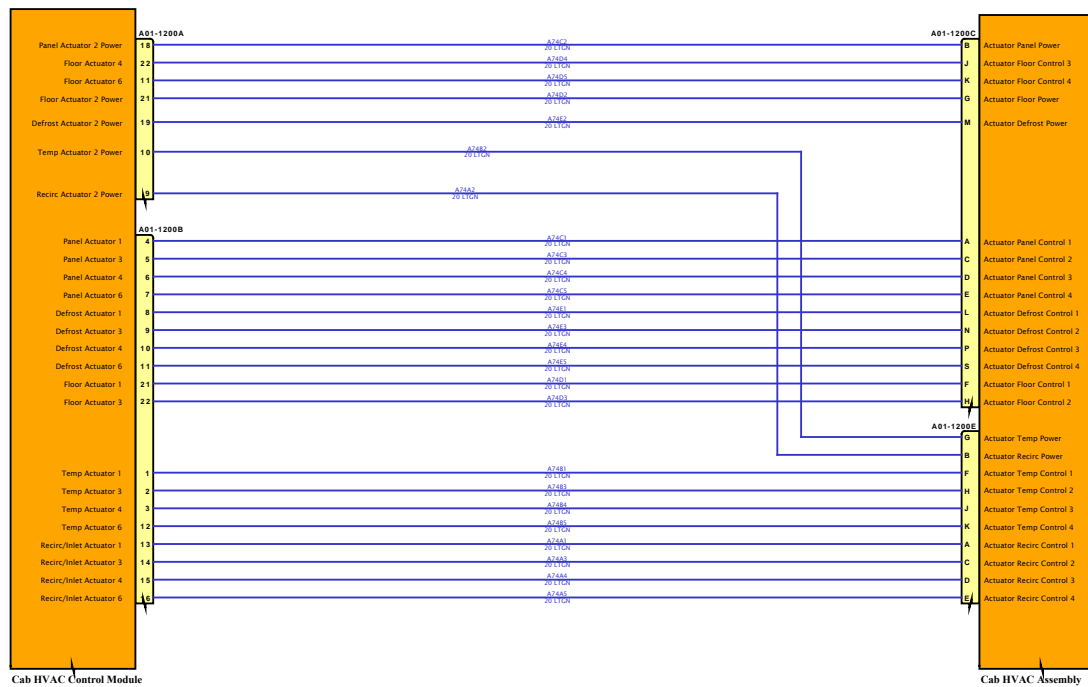 A01-1200A A01-1200C
Panel Actuator 2 Power 18 A74C2 B Actuator Panel Power
20 LTGN
Floor Actuator 4 22 A74D4 J Actuator Floor Control 3
20 LTGN
Floor Actuator 6 11 A74D5 K Actuator Floor Control 4
20 LTGN
Floor Actuator 2 Power 21 A74D2 G Actuator Floor Power
20 LTGN
Defrost Actuator 2 Power 19 A74E2 M Actuator Defrost Power
20 LTGN
Temp Actuator 2 Power 10 A74B2
20 LTGN
Recirc Actuator 2 Power 9 A74A2
20 LTGN
A01-1200B
Panel Actuator 1 4 A74C1 A Actuator Panel Control 1
20 LTGN
Panel Actuator 3 5 A74C3 C Actuator Panel Control 2
20 LTGN
Panel Actuator 4 6 A74C4 D Actuator Panel Control 3
20 LTGN
Panel Actuator 6 7 A74C5 E Actuator Panel Control 4
20 LTGN
Defrost Actuator 1 8 A74E1 L Actuator Defrost Control 1
20 LTGN
Defrost Actuator 3 9 A74E3 N Actuator Defrost Control 2
20 LTGN
Defrost Actuator 4 10 A74E4 P Actuator Defrost Control 3
20 LTGN
Defrost Actuator 6 11 A74E5 S Actuator Defrost Control 4
20 LTGN
Floor Actuator 1 21 A74D1 F Actuator Floor Control 1
20 LTGN
Floor Actuator 3 22 A74D3 H Actuator Floor Control 2
20 LTGN
A01-1200E
G Actuator Temp Power
B Actuator Recirc Power
Temp Actuator 1 1 A74B1 F Actuator Temp Control 1
20 LTGN
Temp Actuator 3 2 A74B3 H Actuator Temp Control 2
20 LTGN
Temp Actuator 4 3 A74B4 J Actuator Temp Control 3
20 LTGN
Temp Actuator 6 12 A74B5 K Actuator Temp Control 4
20 LTGN
Recirc/Inlet Actuator 1 13 A74A1 A Actuator Recirc Control 1
20 LTGN
Recirc/Inlet Actuator 3 14 A74A3 C Actuator Recirc Control 2
20 LTGN
Recirc/Inlet Actuator 4 15 A74A4 D Actuator Recirc Control 3
20 LTGN
Recirc/Inlet Actuator 6 16 A74A5 E Actuator Recirc Control 4
20 LTGN
Cab HVAC Control Module Cab HVAC Assembly